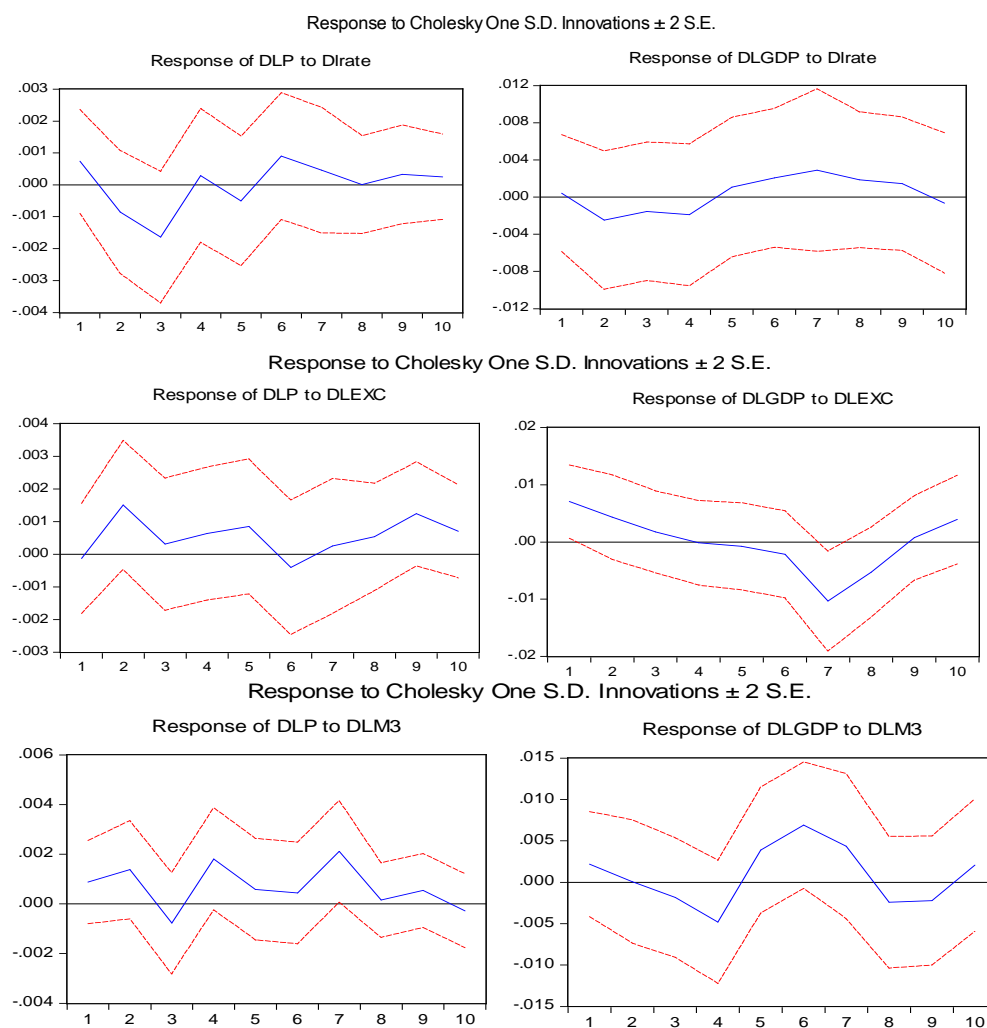 Response to Cholesky One S.D. Innovations ± 2 S.E.
Response of DLP to DIrate
.003
.002
.001
.000
-.001
-.002
-.003
-.004
1 2 3 4 5 6 7 8 9 10
Response of DLGDP to DIrate
.012
.008
.004
.000
-.004
-.008
-.012
1 2 3 4 5 6 7 8 9 10
Response to Cholesky One S.D. Innovations ± 2 S.E.
Response of DLP to DLEXC
.004
.003
.002
.001
.000
-.001
-.002
-.003
1 2 3 4 5 6 7 8 9 10
Response of DLGDP to DLEXC
.02
.01
.00
-.01
-.02
1 2 3 4 5 6 7 8 9 10
Response to Cholesky One S.D. Innovations ± 2 S.E.
Response of DLP to DLM3
.006
.004
.002
.000
-.002
-.004
1 2 3 4 5 6 7 8 9 10
Response of DLGDP to DLM3
.015
.010
.005
.000
-.005
-.010
-.015
1 2 3 4 5 6 7 8 9 10